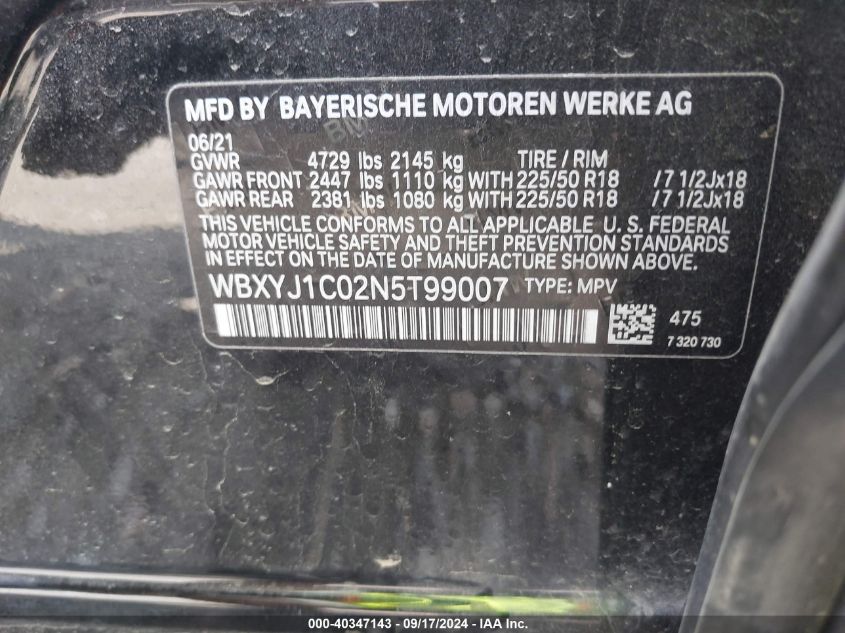 MFD BY BAYERISCHE MOTOREN WERKE AG
06/21
GVWR 4729 lbs 2145 kg TIRE / RIM
GAWR FRONT 2447 lbs 1110 kg WITH 225/50 R18 /7 1/2Jx18
GAWR REAR 2381 lbs 1080 kg WITH 225/50 R18 /7 1/2Jx18
THIS VEHICLE CONFORMS TO ALL APPLICABLE U. S. FEDERAL
MOTOR VEHICLE SAFETY AND THEFT PREVENTION STANDARDS
IN EFFECT ON THE DATE OF MANUFACTURE SHOWN ABOVE.
WBXYJ1C02N5T99007 TYPE: MPV
475
7 320 730
000-40347143 - 09/17/2024 - IAA Inc.